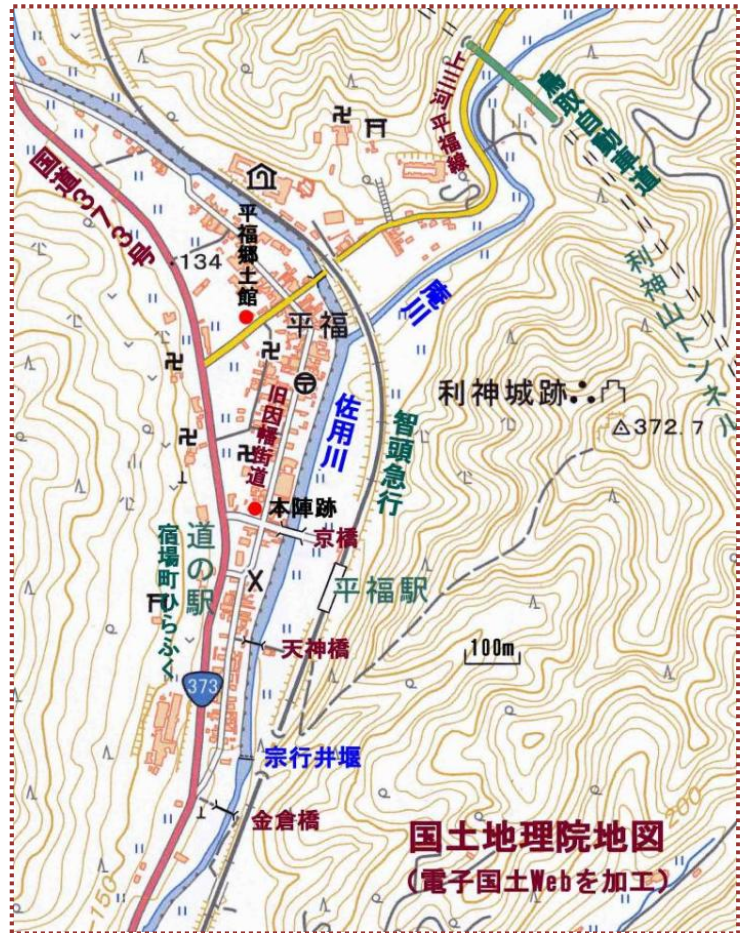 鳥取自動車道
上河川平福線
国道373号
平福郷土館
134
利神山トンネル
庵川
平福
佐用川
利神城跡
372.7
旧因幡街道
智頭急行
本陣跡
京橋
道の駅
宿場町ひらふく
平福駅
天神橋
100m
373
宗行井堰
金倉橋
200
150
国土地理院地図
(電子国土Webを加工)